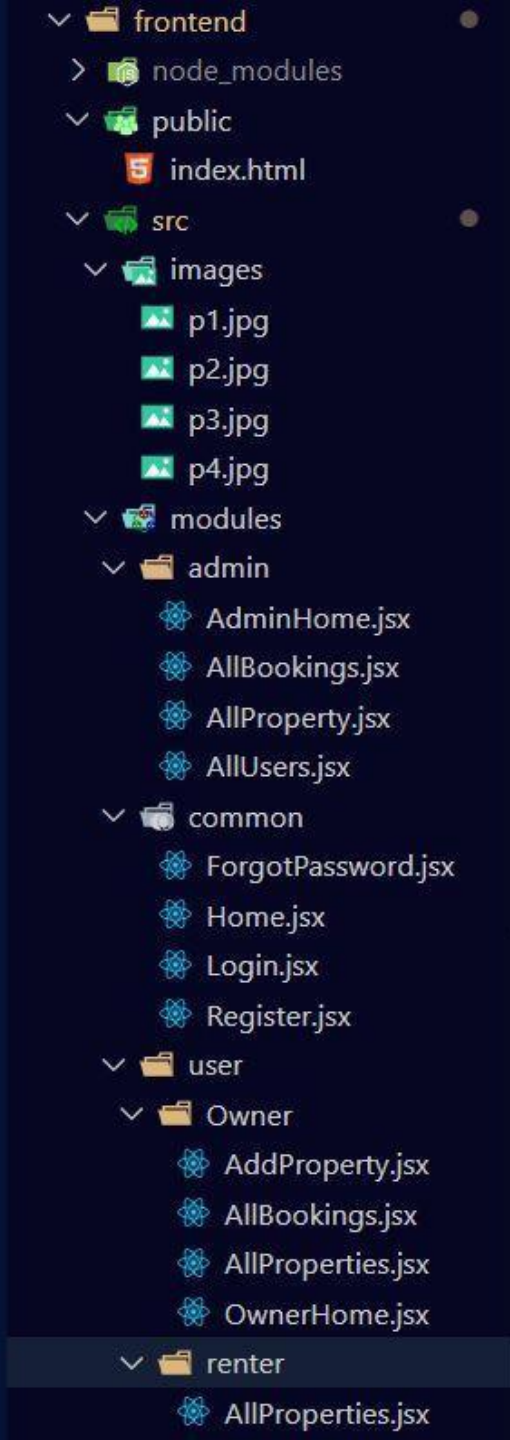 frontend
node_modules
public
index.html
src
images
p1.jpg
p2.jpg
p3.jpg
p4.jpg
modules
admin
AdminHome.jsx
AllBookings.jsx
AllProperty.jsx
AllUsers.jsx
common
ForgotPassword.jsx
Home.jsx
Login.jsx
Register.jsx
user
Owner
AddProperty.jsx
AllBookings.jsx
AllProperties.jsx
OwnerHome.jsx
renter
AllProperties.jsx